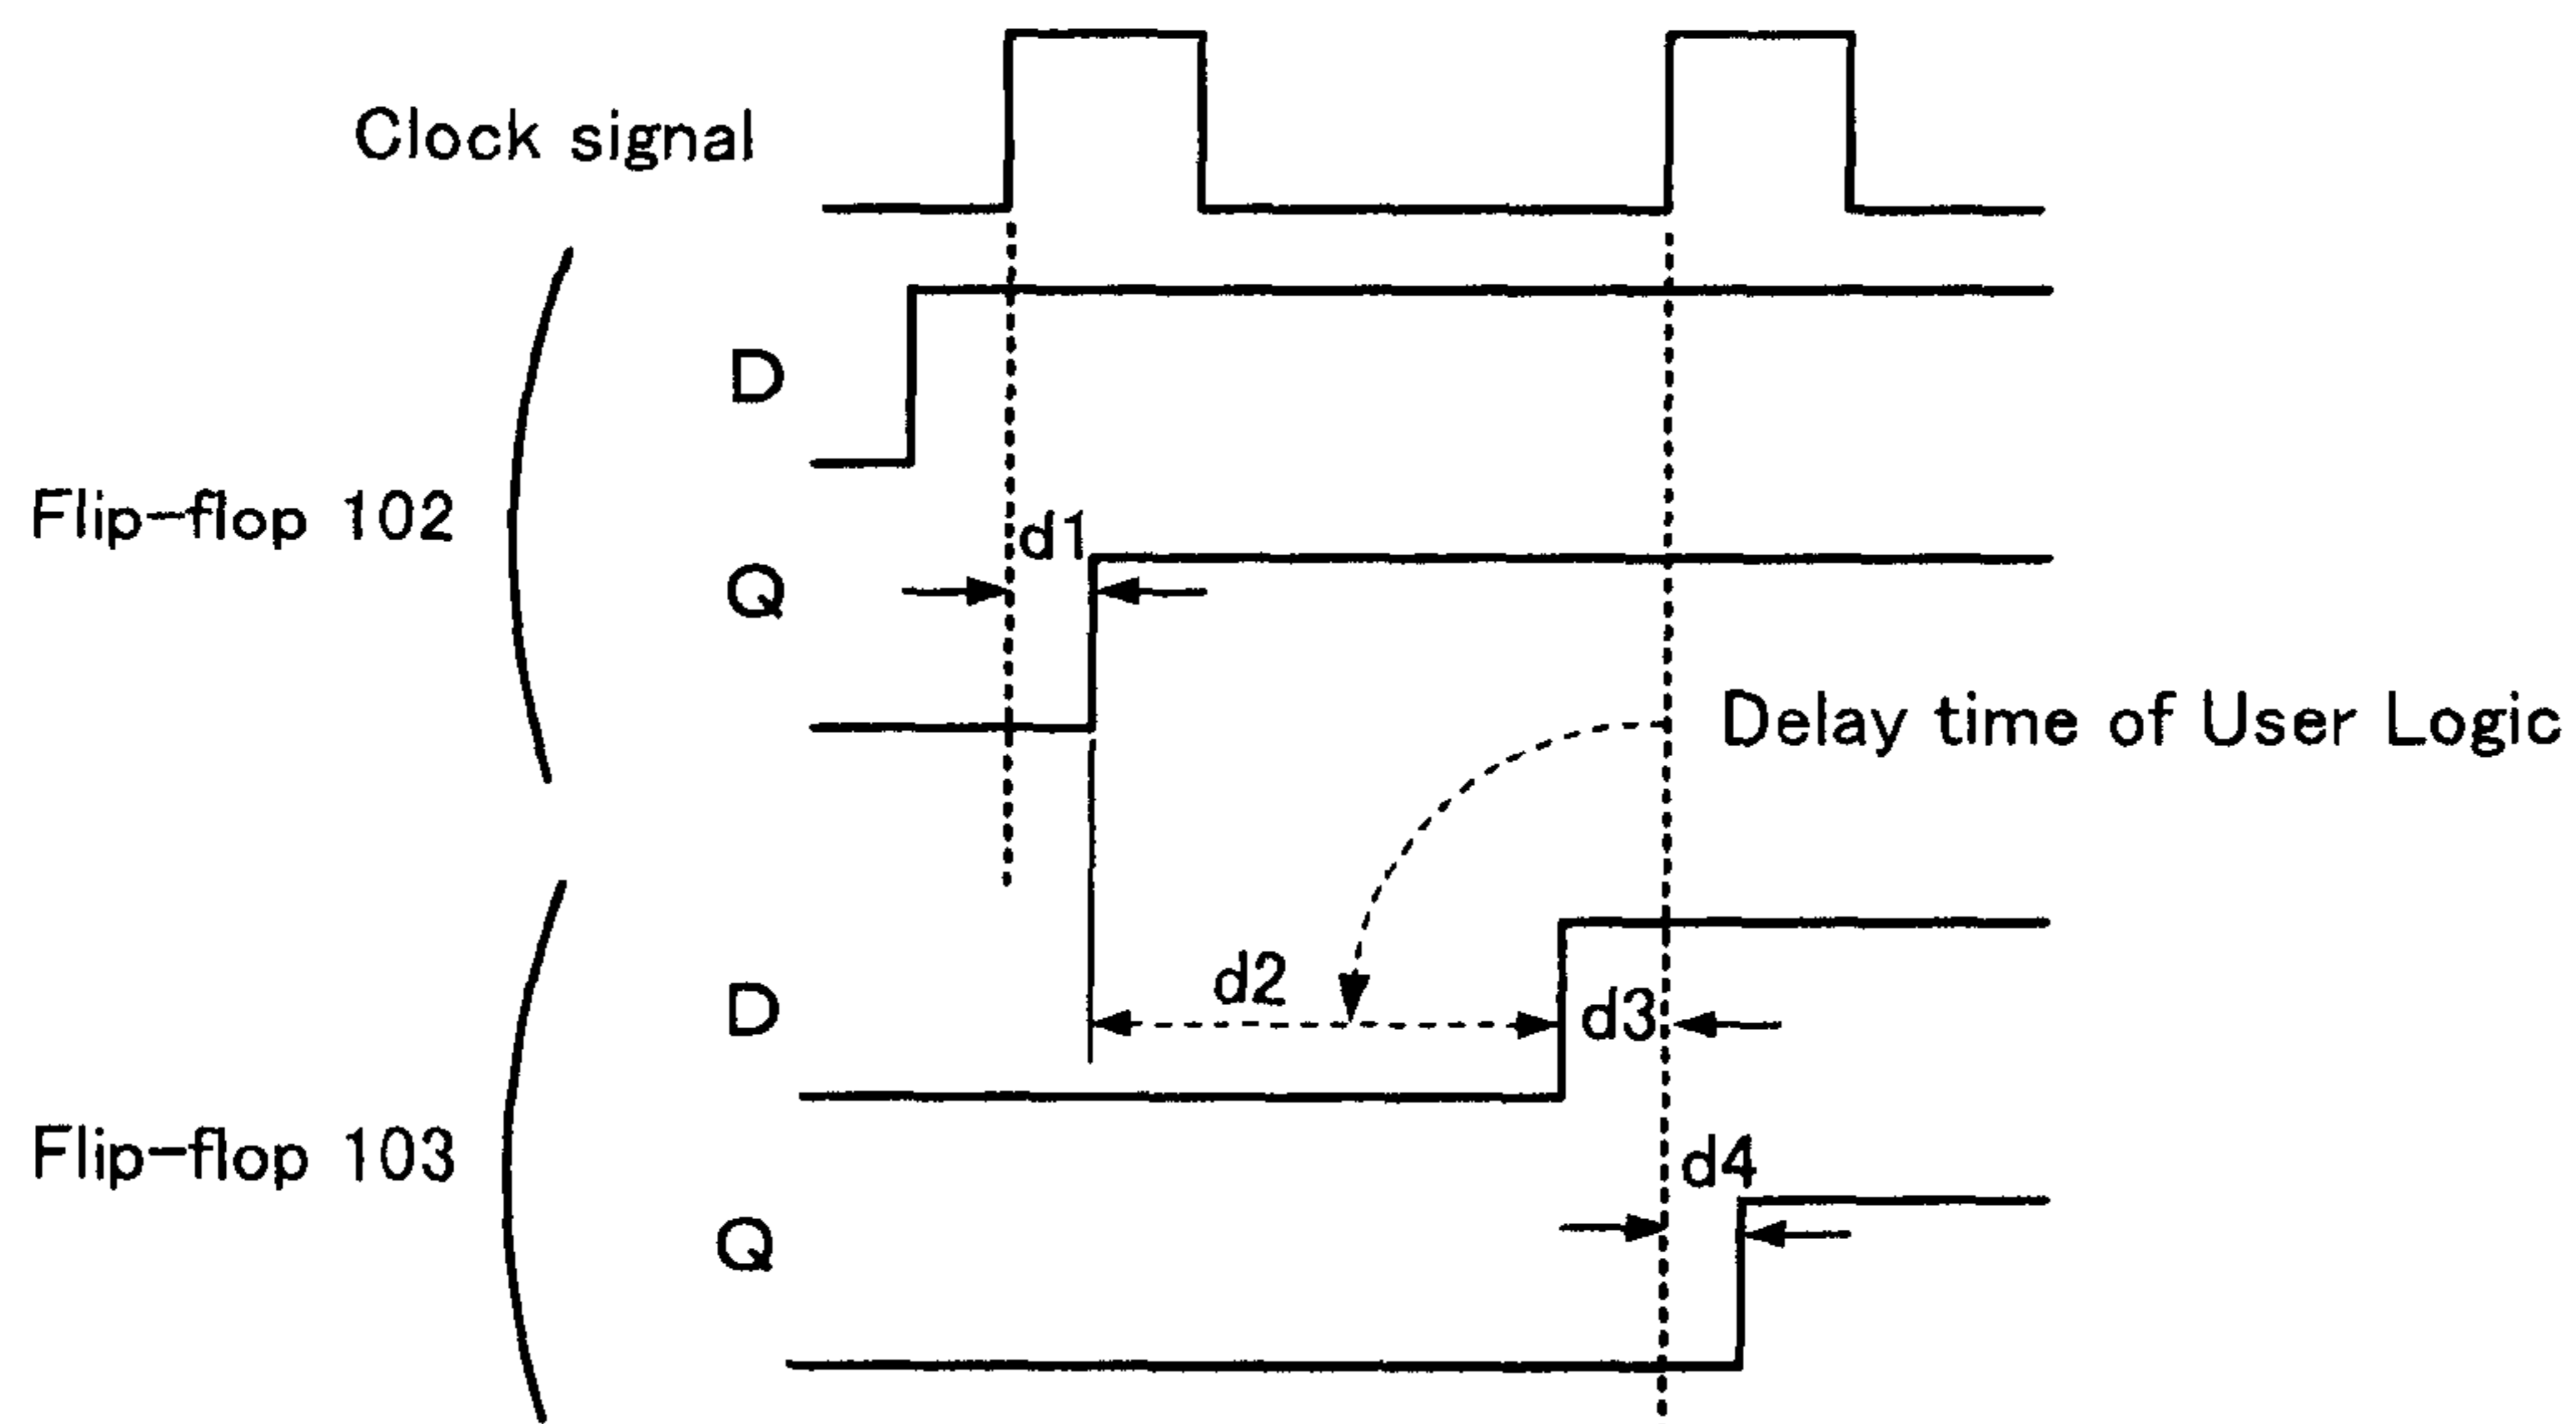 Clock signal
D
Flip-flop 102
d1
Q
Delay time of User Logic
d2
D
d3
Flip-flop 103
d4
Q